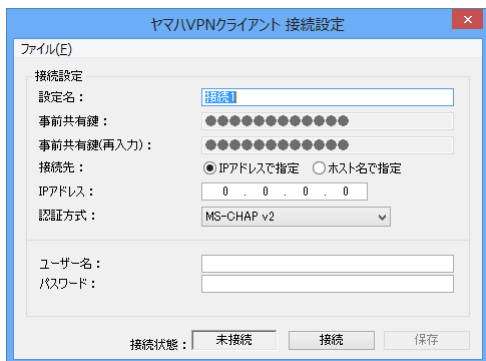 ヤマハVPNクライアント 接続設定
ファイル(F)
接続設定
設定名：
接続1
事前共有鍵：
●●●●●●●●●●●●
事前共有鍵(再入力)：
●●●●●●●●●●●●
接続先：
IPアドレスで指定 ホスト名で指定
IPアドレス：
0 . 0 . 0 . 0
認証方式：
MS-CHAP v2
ユーザー名：
パスワード：
接続状態： 未接続 接続 保存